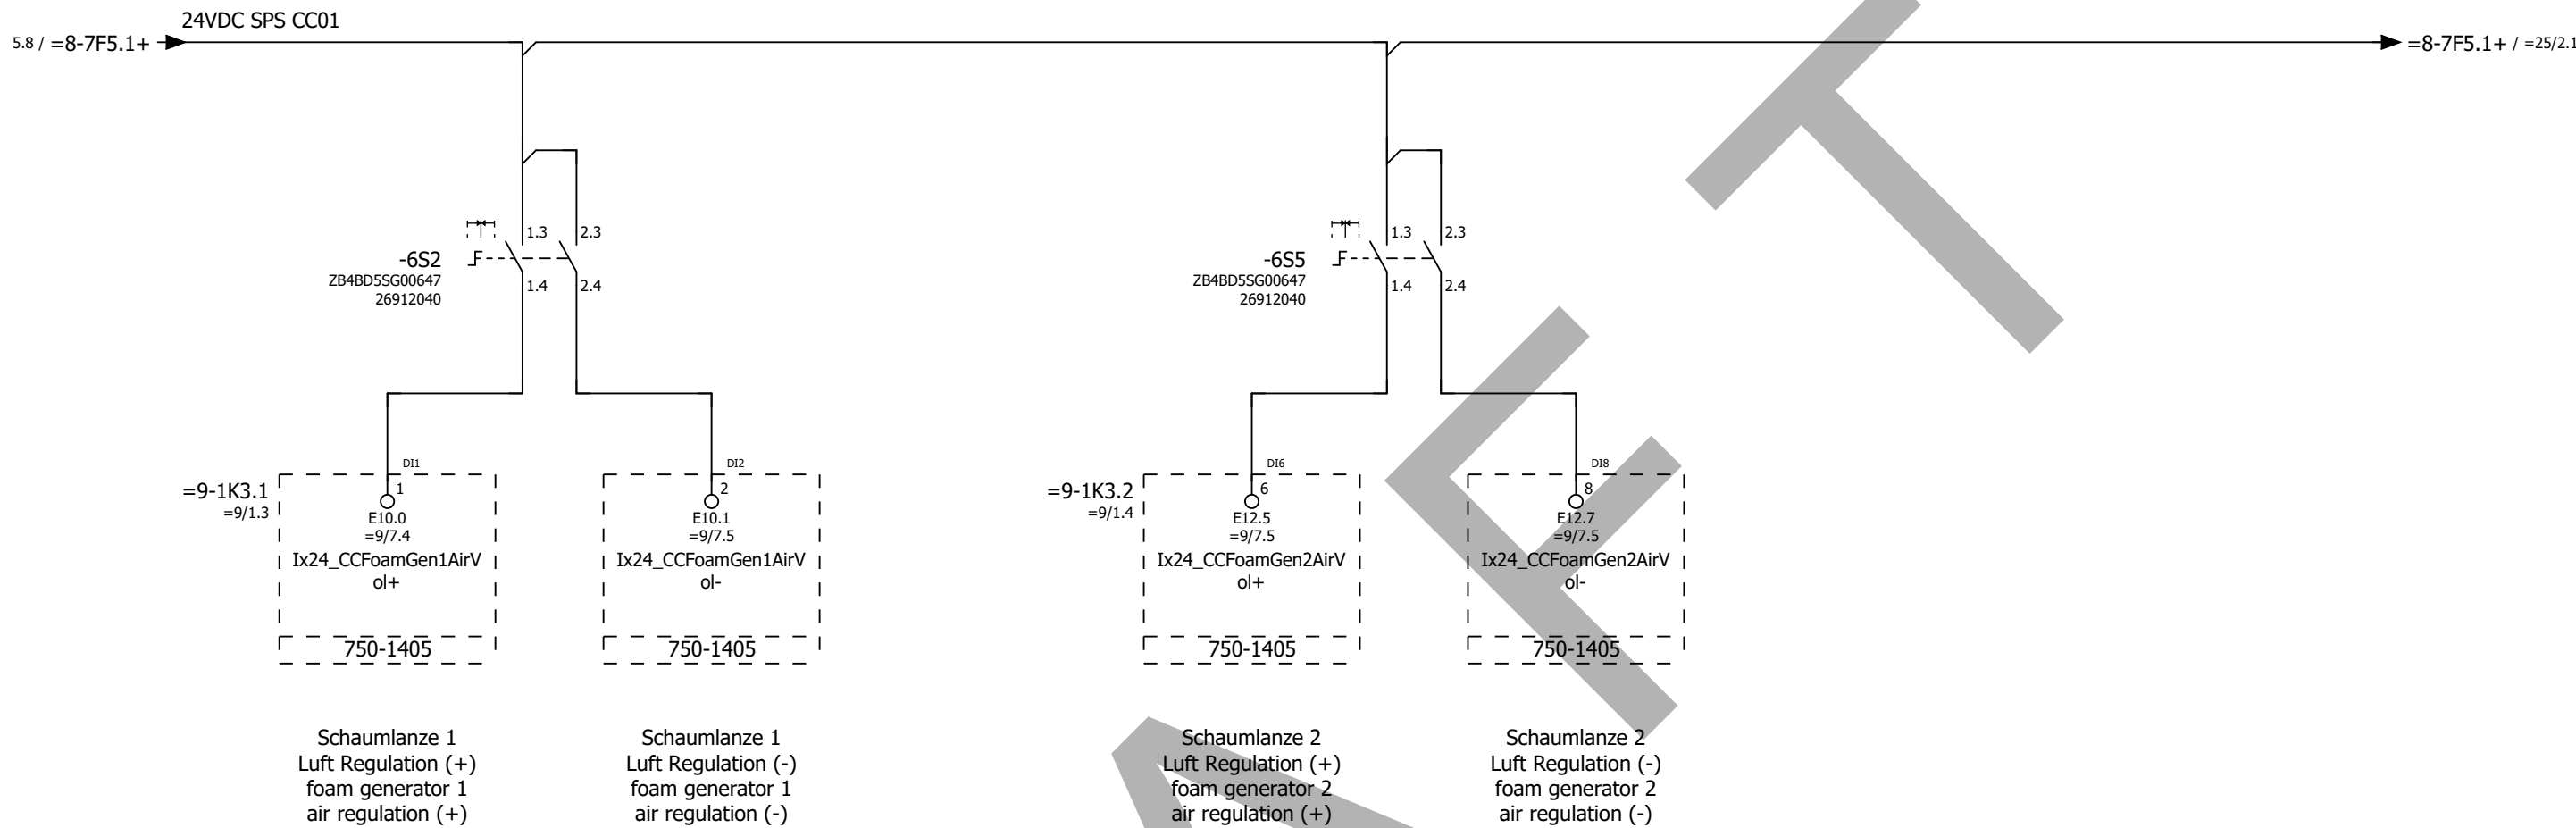 24VDC SPS CC01
5.8 / =8-7F5.1+
=8-7F5.1+ / =25/2.1
-6S2
ZB4BD5SG00647
26912040
1.3
1.4
2.3
2.4
-6S5
ZB4BD5SG00647
26912040
1.3
1.4
2.3
2.4
=9-1K3.1
=9/1.3
DI1
1
E10.0
=9/7.4
Ix24_CCFoamGen1AirV
ol+
750-1405
DI2
2
E10.1
=9/7.5
Ix24_CCFoamGen1AirV
ol-
750-1405
=9-1K3.2
=9/1.4
DI6
6
E12.5
=9/7.5
Ix24_CCFoamGen2AirV
ol+
750-1405
DI8
8
E12.7
=9/7.5
Ix24_CCFoamGen2AirV
ol-
750-1405
Schaumlanze 1
Luft Regulation (+)
foam generator 1
air regulation (+)
Schaumlanze 1
Luft Regulation (-)
foam generator 1
air regulation (-)
Schaumlanze 2
Luft Regulation (+)
foam generator 2
air regulation (+)
Schaumlanze 2
Luft Regulation (-)
foam generator 2
air regulation (-)